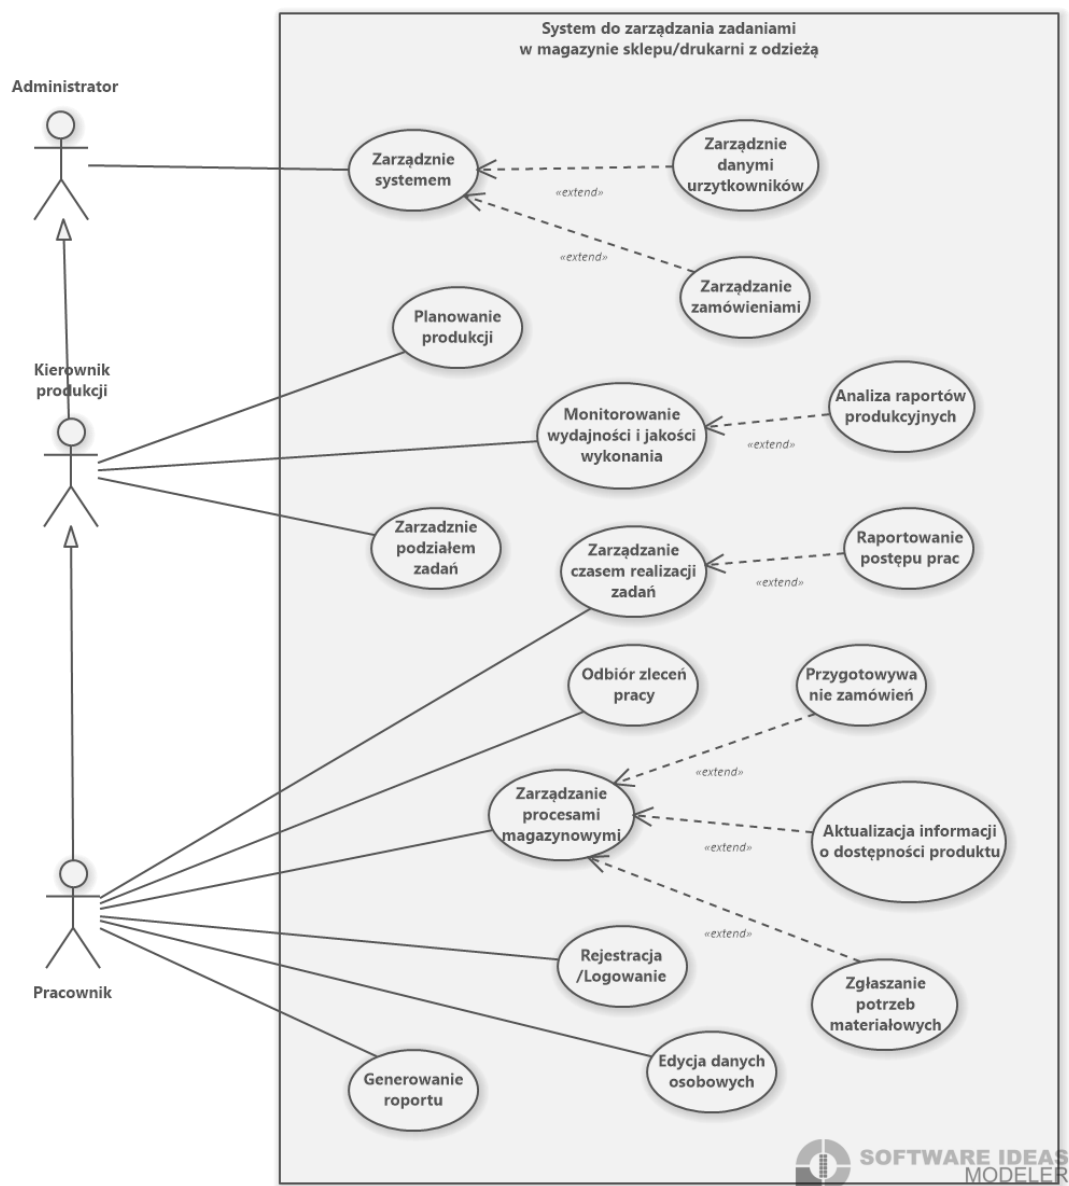 System do zarządzania zadaniami
w magazynie sklepu/drukarni z odzieżą
Administrator
Zarządznie
systemem
Zarządznie
danymi
urzytkowników
«extend»
«extend»
Zarządzanie
zamówieniami
Planowanie
produkcji
Kierownik
produkcji
Monitorowanie
wydajności i jakości
wykonania
Analiza raportów
produkcyjnych
«extend»
Zarzadznie
podziałem
zadań
Zarządzanie
czasem realizacji
zadań
Raportowanie
postępu prac
«extend»
Odbiór zleceń
pracy
Przygotowywa
nie zamówień
«extend»
Zarządzanie
procesami
magazynowymi
Aktualizacja informacji
o dostępności produktu
«extend»
«extend»
Pracownik
Rejestracja
/Logowanie
Zgłaszanie
potrzeb
materiałowych
Edycja danych
osobowych
Generowanie
roportu
SOFTWARE IDEAS
MODELER